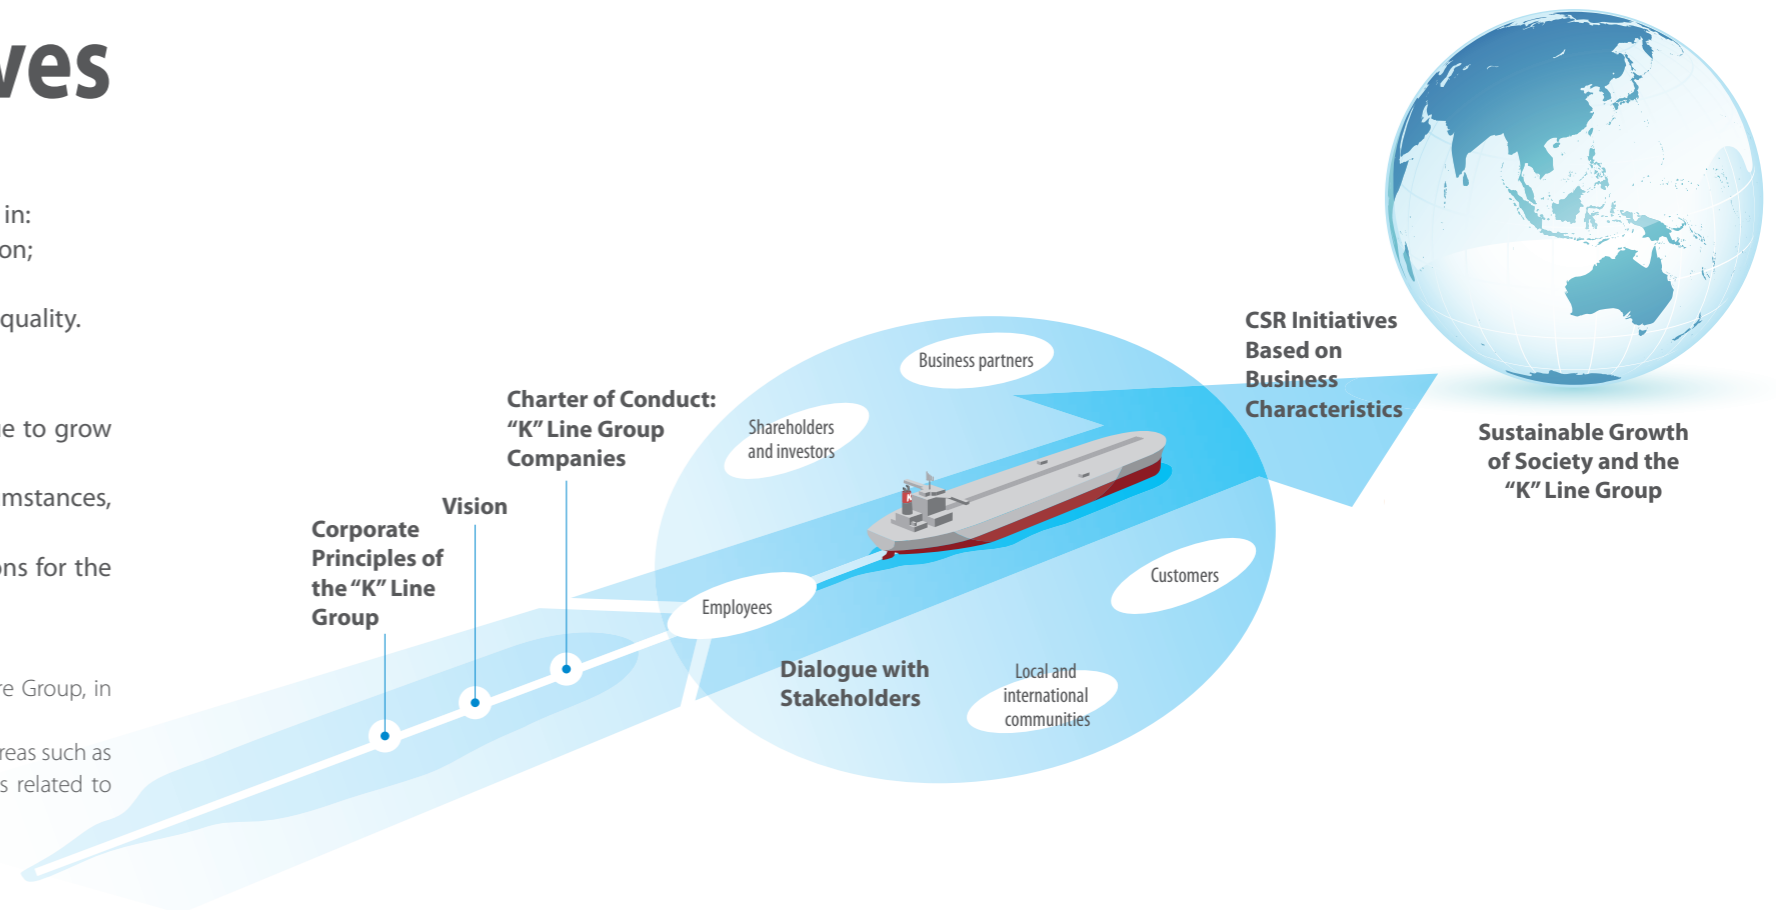 ves
in:
on;
quality.
e to grow
mstances,
ons for the
re Group, in
reas such as
s related to
Corporate
Principles of
the “K” Line
Group
Vision
Charter of Conduct:
“K” Line Group
Companies
Business partners
Shareholders
and investors
Employees
Customers
Local and
international
communities
Dialogue with
Stakeholders
K
CSR Initiatives
Based on
Business
Characteristics
Sustainable Growth
of Society and the
“K” Line Group